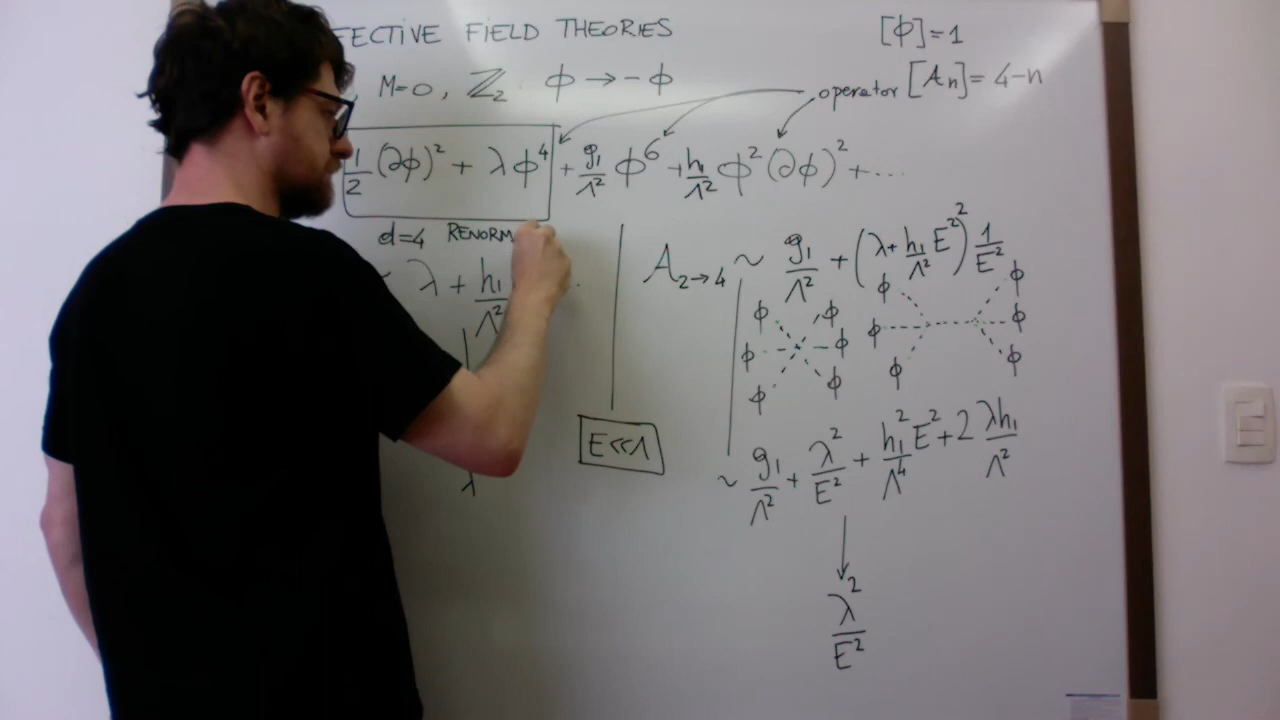 FECTIVE FIELD THEORIES
[ϕ]=1
M=0, ℤ₂ ϕ → -ϕ
operator [Aₙ]= 4-n
1/2 (∂ϕ)² + λϕ⁴ + g₁/Λ² ϕ⁶ + h₁/Λ² ϕ²(∂ϕ)² + ...
d=4 RENORM
λ + h₁/Λ²
A₂→₄ ~ g₁/Λ² + (λ + h₁/Λ² E²)² 1/E²
ϕ ϕ ϕ ϕ
ϕ ϕ ϕ ϕ
ϕ ϕ ϕ ϕ
E<<Λ
~ g₁/Λ² + λ²/E² + h₁²/Λ⁴ E² + 2 λh₁/Λ²
λ
λ²/E²